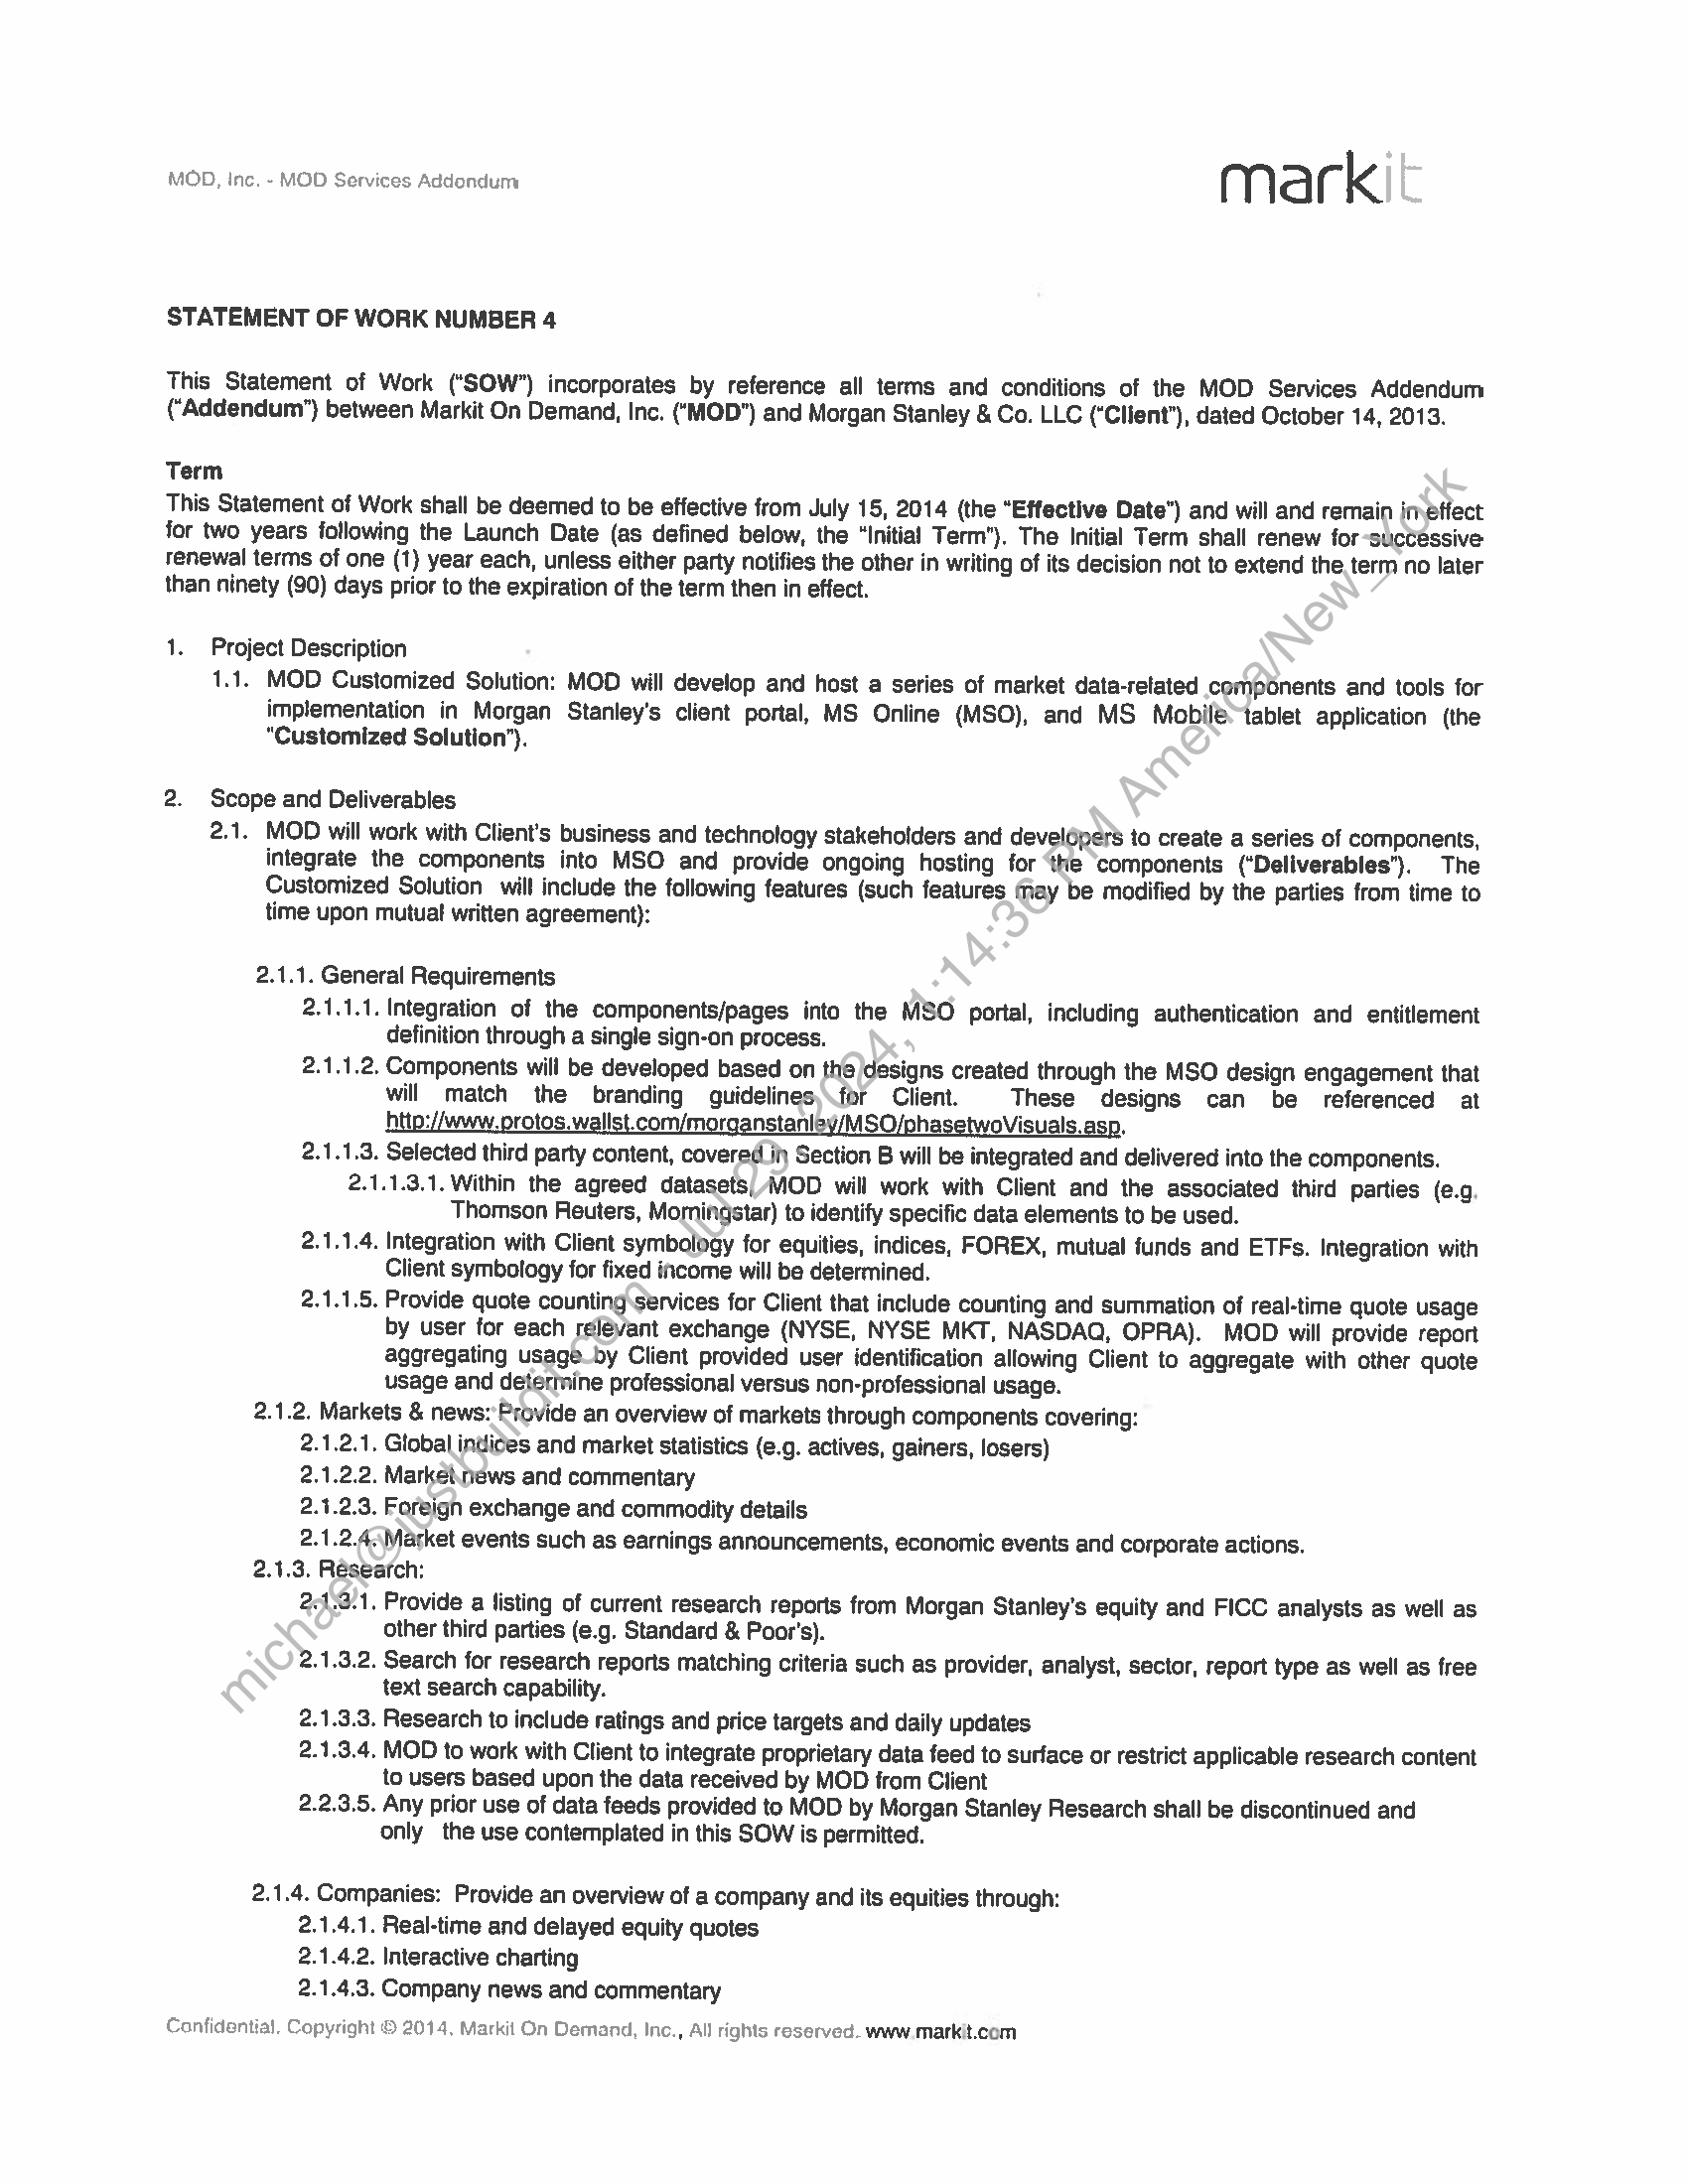 MOD, Inc. - MOD Services Addondum
markit
STATEMENT OF WORK NUMBER 4
This Statement of Work ("SOW") incorporates by reference all terms and conditions of the MOD Services Addendum
("Addendum") between Markit On Demand, Inc. ("MOD") and Morgan Stanley & Co. LLC ("Client"), dated October 14, 2013.
Term
This Statement of Work shall be deemed to be effective from July 15, 2014 (the "Effective Date") and will and remain in effect
for two years following the Launch Date (as defined below, the "Initial Term"). The Initial Term shall renew for successive
renewal terms of one (1) year each, unless either party notifies the other in writing of its decision not to extend the term no later
than ninety (90) days prior to the expiration of the term then in effect.
1. Project Description
1.1. MOD Customized Solution: MOD will develop and host a series of market data-related components and tools for
implementation in Morgan Stanley's client portal, MS Online (MSO), and MS Mobile tablet application (the
"Customized Solution").
2. Scope and Deliverables
2.1. MOD will work with Client's business and technology stakeholders and developers to create a series of components,
integrate the components into MSO and provide ongoing hosting for the components ("Deliverables"). The
Customized Solution will include the following features (such features may be modified by the parties from time to
time upon mutual written agreement):
2.1.1. General Requirements
2.1.1.1. Integration of the components/pages into the MSO portal, including authentication and entitlement
definition through a single sign-on process.
2.1.1.2. Components will be developed based on the designs created through the MSO design engagement that
will match the branding guidelines for Client. These designs can be referenced at
http://www.protos.wallst.com/morganstanley/MSO/phasetwoVisuals.asp.
2.1.1.3. Selected third party content, covered in Section B will be integrated and delivered into the components.
2.1.1.3.1. Within the agreed datasets, MOD will work with Client and the associated third parties (e.g.
Thomson Reuters, Morningstar) to identify specific data elements to be used.
2.1.1.4. Integration with Client symbology for equities, indices, FOREX, mutual funds and ETFs. Integration with
Client symbology for fixed income will be determined.
2.1.1.5. Provide quote counting services for Client that include counting and summation of real-time quote usage
by user for each relevant exchange (NYSE, NYSE MKT, NASDAQ, OPRA). MOD will provide report
aggregating usage by Client provided user identification allowing Client to aggregate with other quote
usage and determine professional versus non-professional usage.
2.1.2. Markets & news: Provide an overview of markets through components covering:
2.1.2.1. Global indices and market statistics (e.g. actives, gainers, losers)
2.1.2.2. Market news and commentary
2.1.2.3. Foreign exchange and commodity details
2.1.2.4. Market events such as earnings announcements, economic events and corporate actions.
2.1.3. Research:
2.1.3.1. Provide a listing of current research reports from Morgan Stanley's equity and FICC analysts as well as
other third parties (e.g. Standard & Poor's).
2.1.3.2. Search for research reports matching criteria such as provider, analyst, sector, report type as well as free
text search capability.
2.1.3.3. Research to include ratings and price targets and daily updates
2.1.3.4. MOD to work with Client to integrate proprietary data feed to surface or restrict applicable research content
to users based upon the data received by MOD from Client
2.2.3.5. Any prior use of data feeds provided to MOD by Morgan Stanley Research shall be discontinued and
only the use contemplated in this SOW is permitted.
2.1.4. Companies: Provide an overview of a company and its equities through:
2.1.4.1. Real-time and delayed equity quotes
2.1.4.2. Interactive charting
2.1.4.3. Company news and commentary
Confidential. Copyright © 2014, Markit On Demand, Inc., All rights reserved. www.markit.com
michael@justbuildit.com - Jul 29, 2024, 1:14:36 PM America/New_York